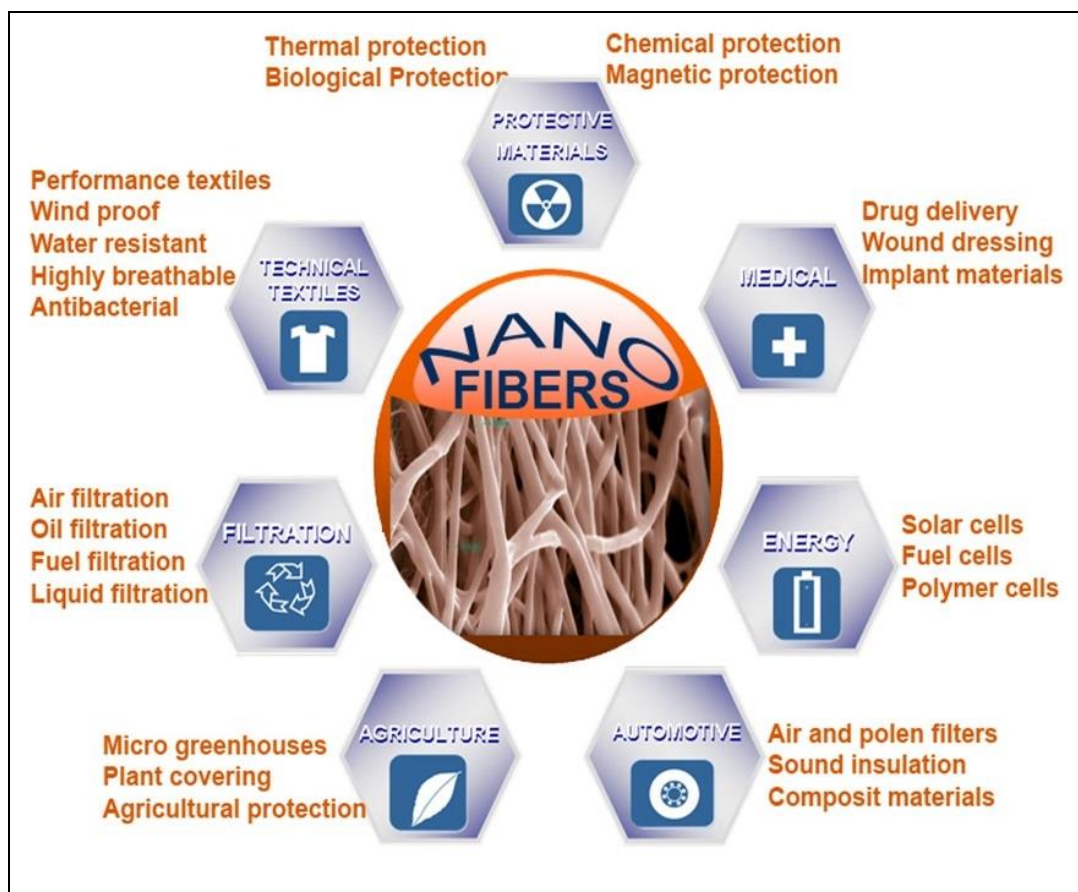 Thermal protection
Biological Protection
Chemical protection
Magnetic protection
PROTECTIVE
MATERIALS
Performance textiles
Wind proof
Water resistant
Highly breathable
Antibacterial
TECHNICAL
TEXTILES
Drug delivery
Wound dressing
Implant materials
MEDICAL
NANO
FIBERS
Air filtration
Oil filtration
Fuel filtration
Liquid filtration
FILTRATION
Solar cells
Fuel cells
Polymer cells
ENERGY
Micro greenhouses
Plant covering
Agricultural protection
AGRICULTURE
AUTOMOTIVE
Air and polen filters
Sound insulation
Composit materials